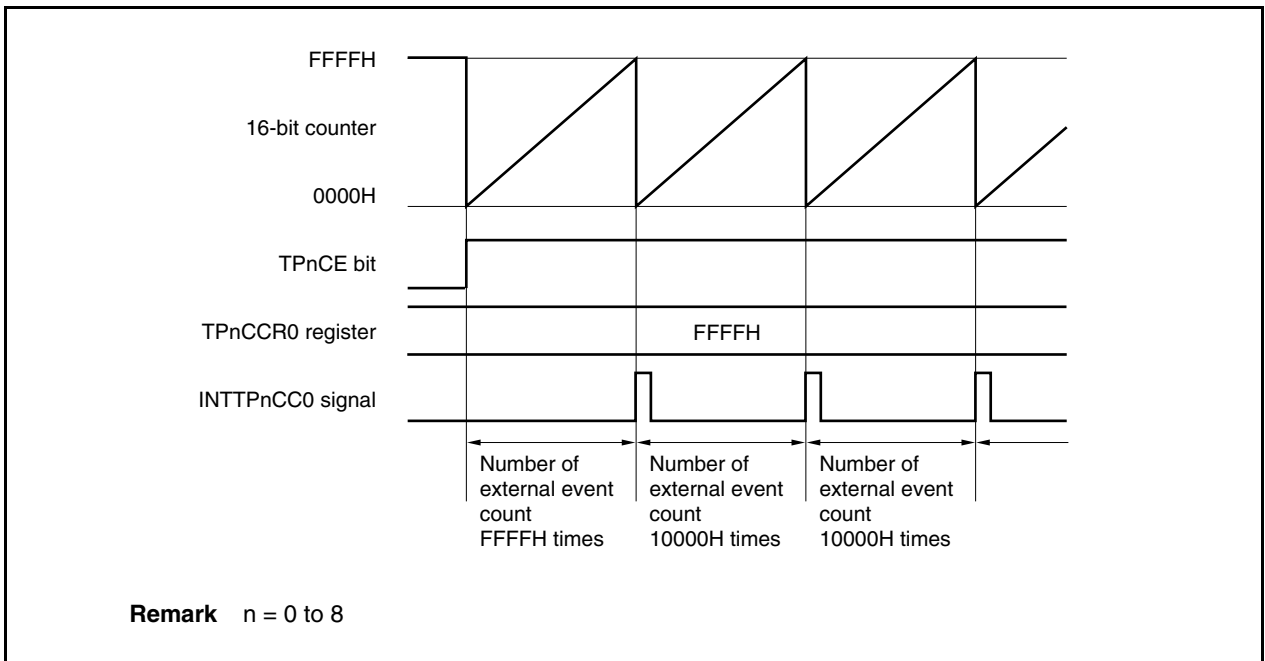 FFFFH
16-bit counter
0000H
TPnCE bit
TPnCCR0 register
FFFFH
INTTPnCC0 signal
Number of
external event
count
FFFFH times
Number of
external event
count
10000H times
Number of
external event
count
10000H times
Remark n = 0 to 8